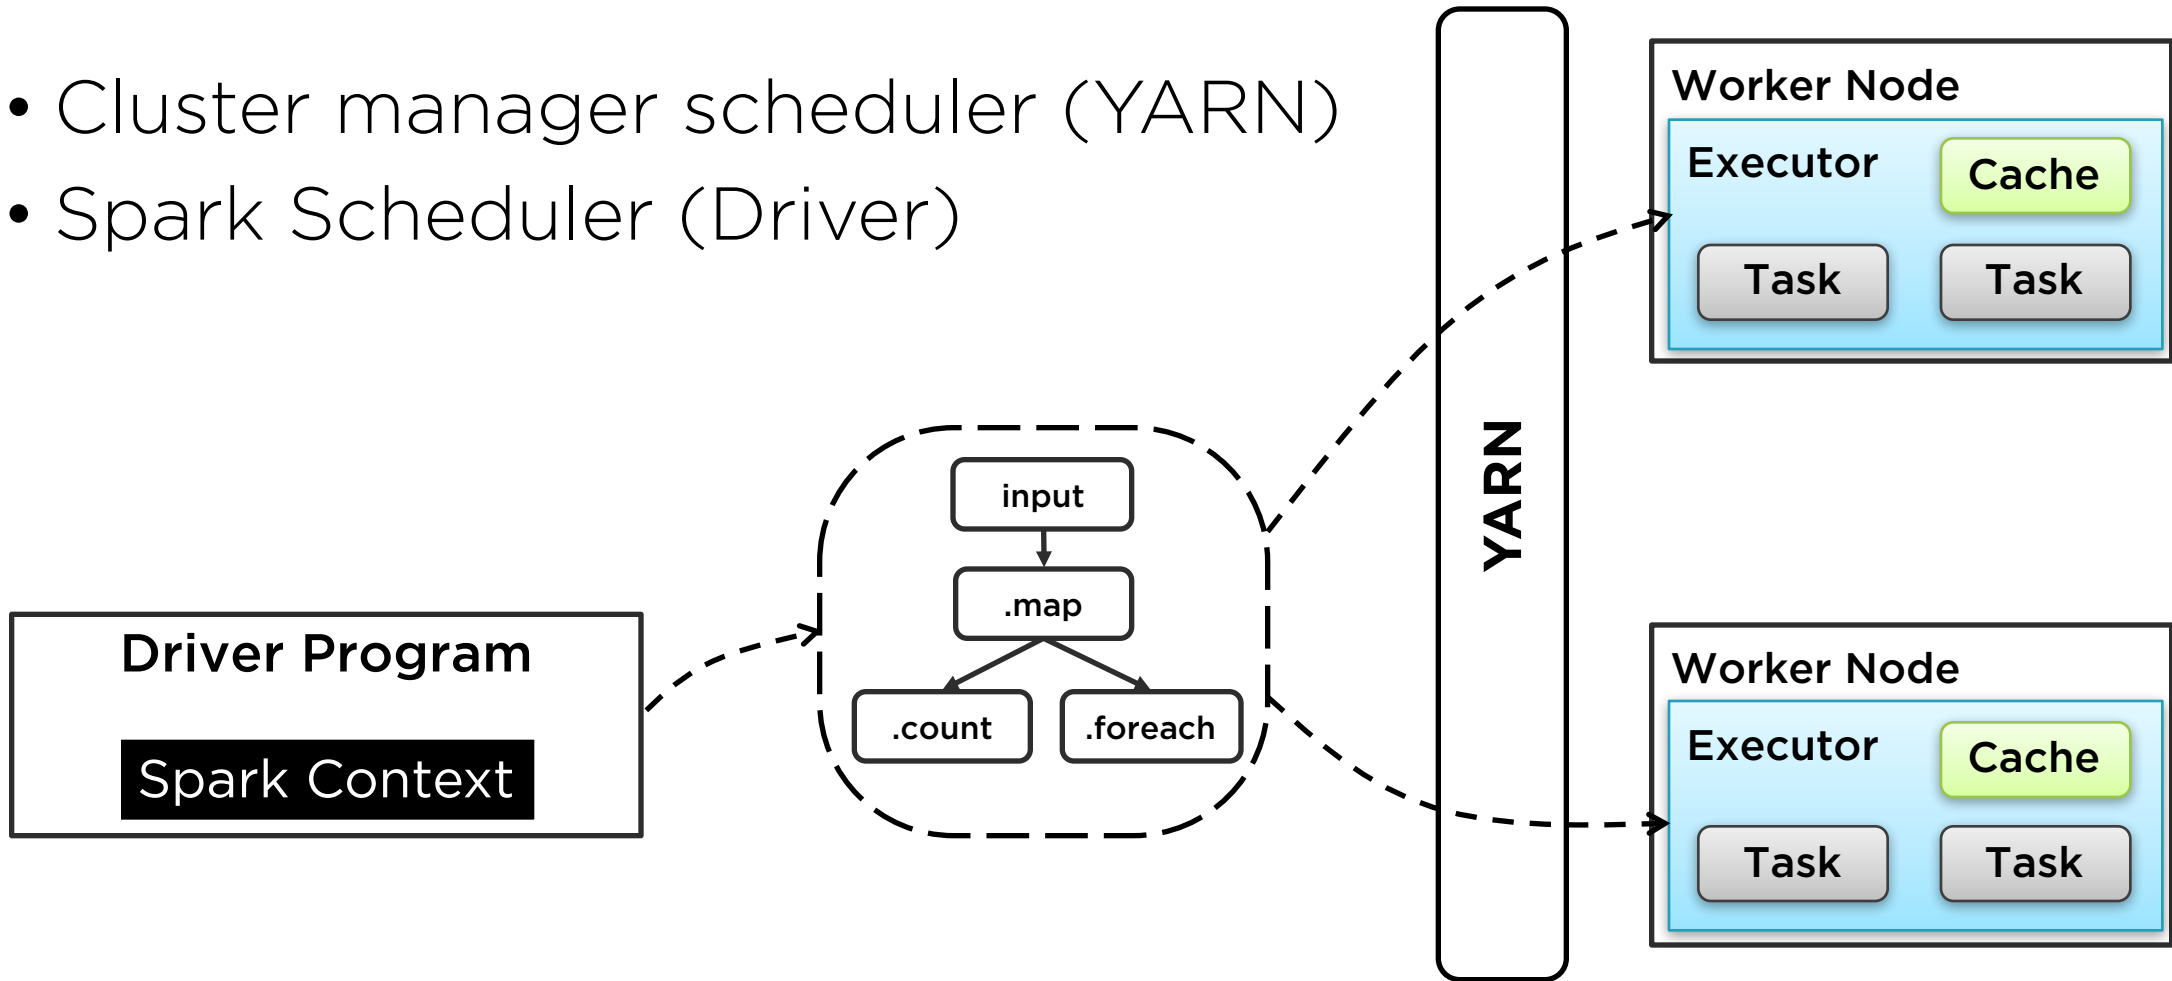 • Cluster manager scheduler (YARN)
• Spark Scheduler (Driver)
Driver Program
Spark Context
input
.map
.count
.foreach
YARN
Worker Node
Executor
Cache
Task
Task
Worker Node
Executor
Cache
Task
Task